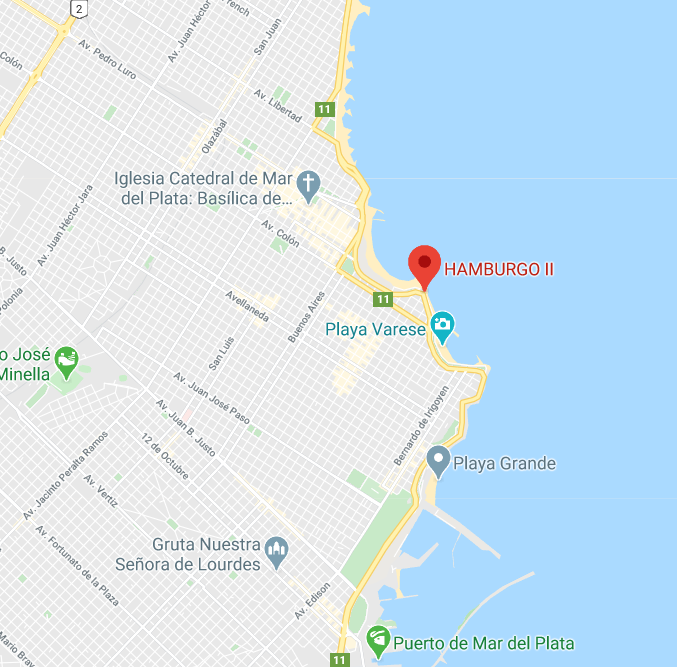 2
Av. Juan Héctor
San Juan
Colón
Av. Pedro Luro
Av. Libertad
11
Olazábal
Iglesia Catedral de Mar
del Plata: Basílica de...
Av. Juan Héctor Jara
Av. Colón
B. Justo
Polonia
HAMBURGO II
11
Avellaneda
Buenos Aires
Playa Varese
San Luis
o José
Minella
Av. Juan José Paso
Av. Juan B. Justo
Bernardo de Irigoyen
12 de Octubre
Av. Jacinto Peralta Ramos
Playa Grande
Av. Vertiz
Gruta Nuestra
Señora de Lourdes
Av. Fortunato de la Plaza
Av. Edison
Mario Bravo
Puerto de Mar del Plata
11